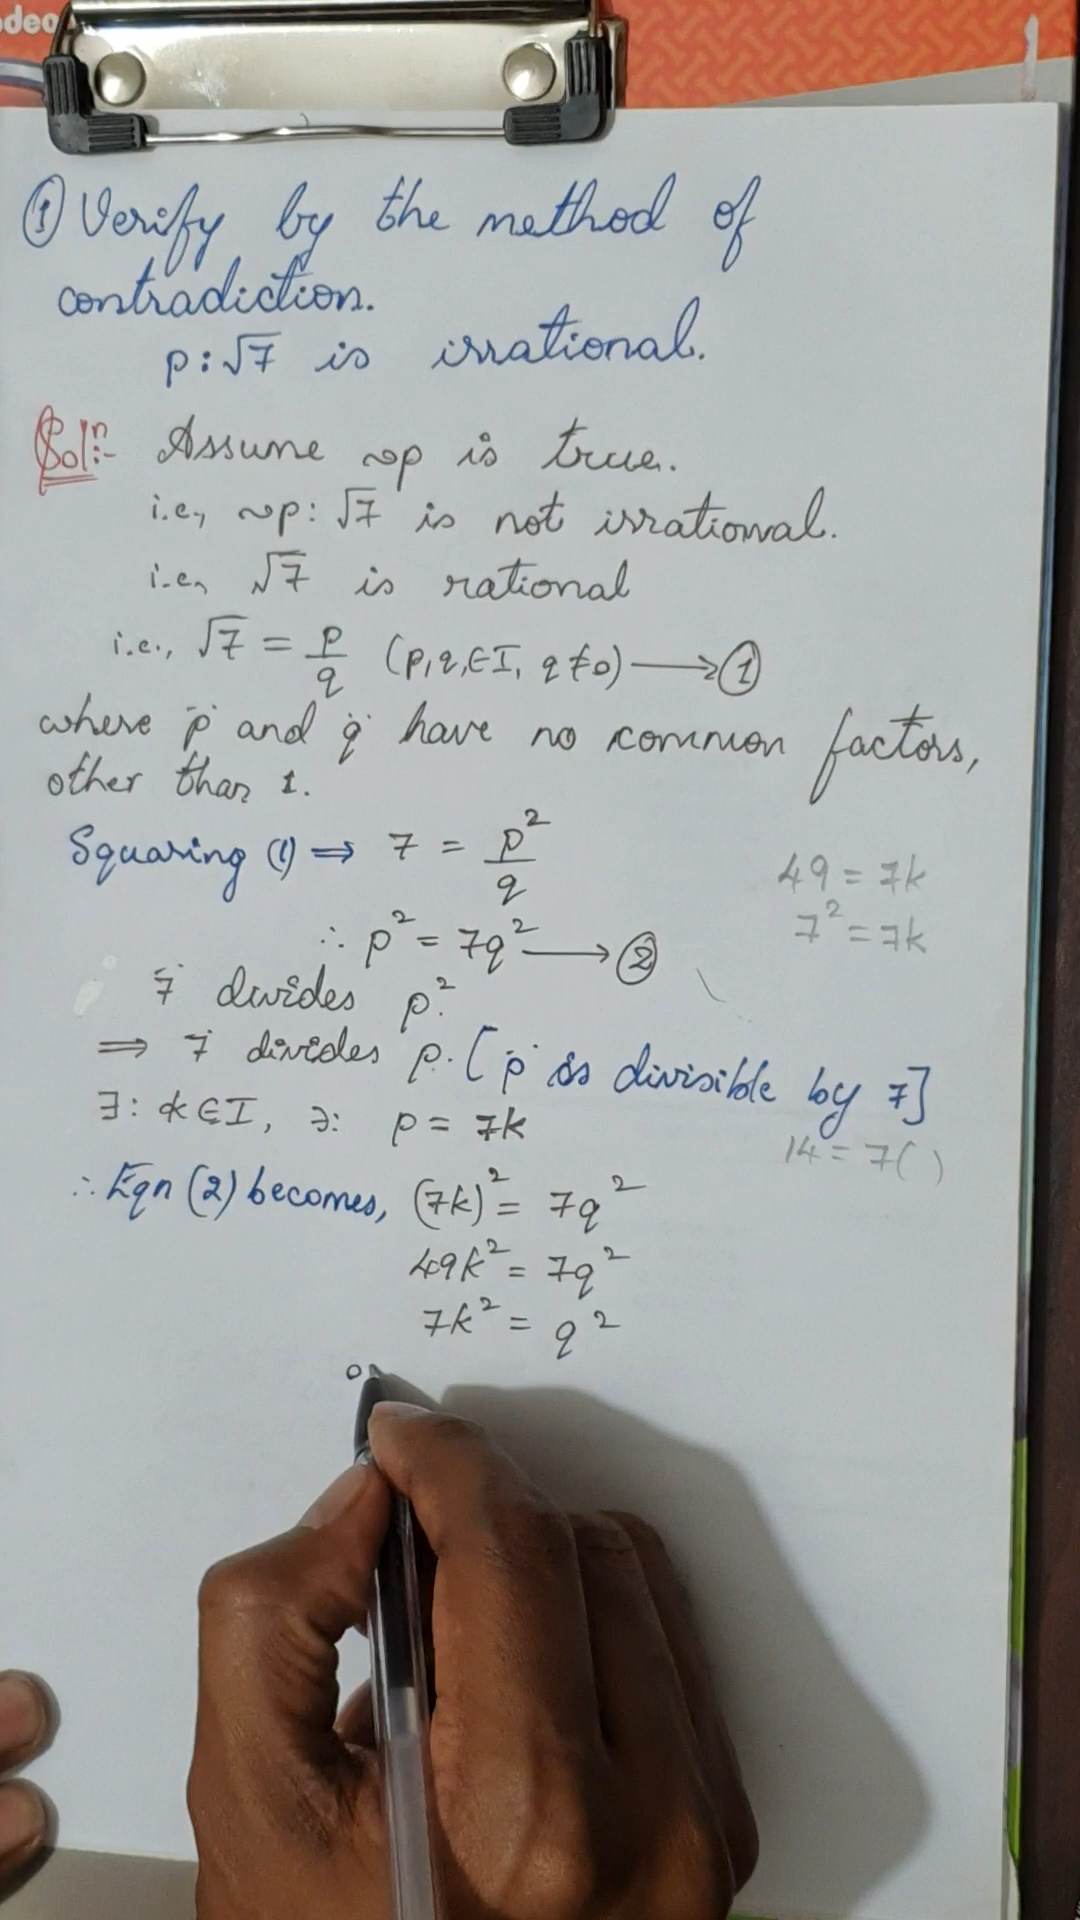 deo
① Verify by the method of
contradiction.
p: √7 is irrational.
Solⁿ:- Assume ~p is true.
i.e., ~p: √7 is not irrational.
i.e., √7 is rational
i.e., √7 = p/q (p,q,∈I, q≠0) ⟶ ①
where 'p' and 'q' have no common factors,
other than 1.
Squaring (1) ⇒ 7 = p²/q
49 = 7k
7² = 7k
∴ p² = 7q² ⟶ ②
7 divides p².
⇒ 7 divides p. ['p' is divisible by 7]
∃: k∈I, ∋: p = 7k
14 = 7( )
∴ Eqn (2) becomes, (7k)² = 7q²
49k² = 7q²
7k² = q²